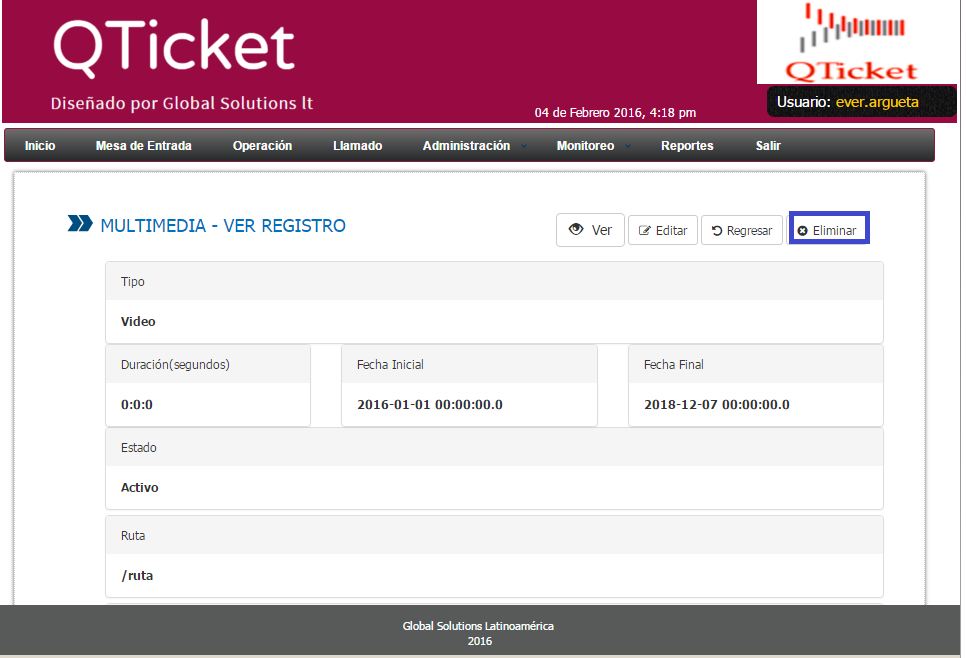 QTicket
Diseñado por Global Solutions lt
04 de Febrero 2016, 4:18 pm
QTicket
Usuario: ever.argueta
Inicio Mesa de Entrada Operación Llamado Administración Monitoreo Reportes Salir
MULTIMEDIA - VER REGISTRO
Ver Editar Regresar Eliminar
Tipo
Video
Duración(segundos) Fecha Inicial Fecha Final
0:0:0 2016-01-01 00:00:00.0 2018-12-07 00:00:00.0
Estado
Activo
Ruta
/ruta
Global Solutions Latinoamérica
2016